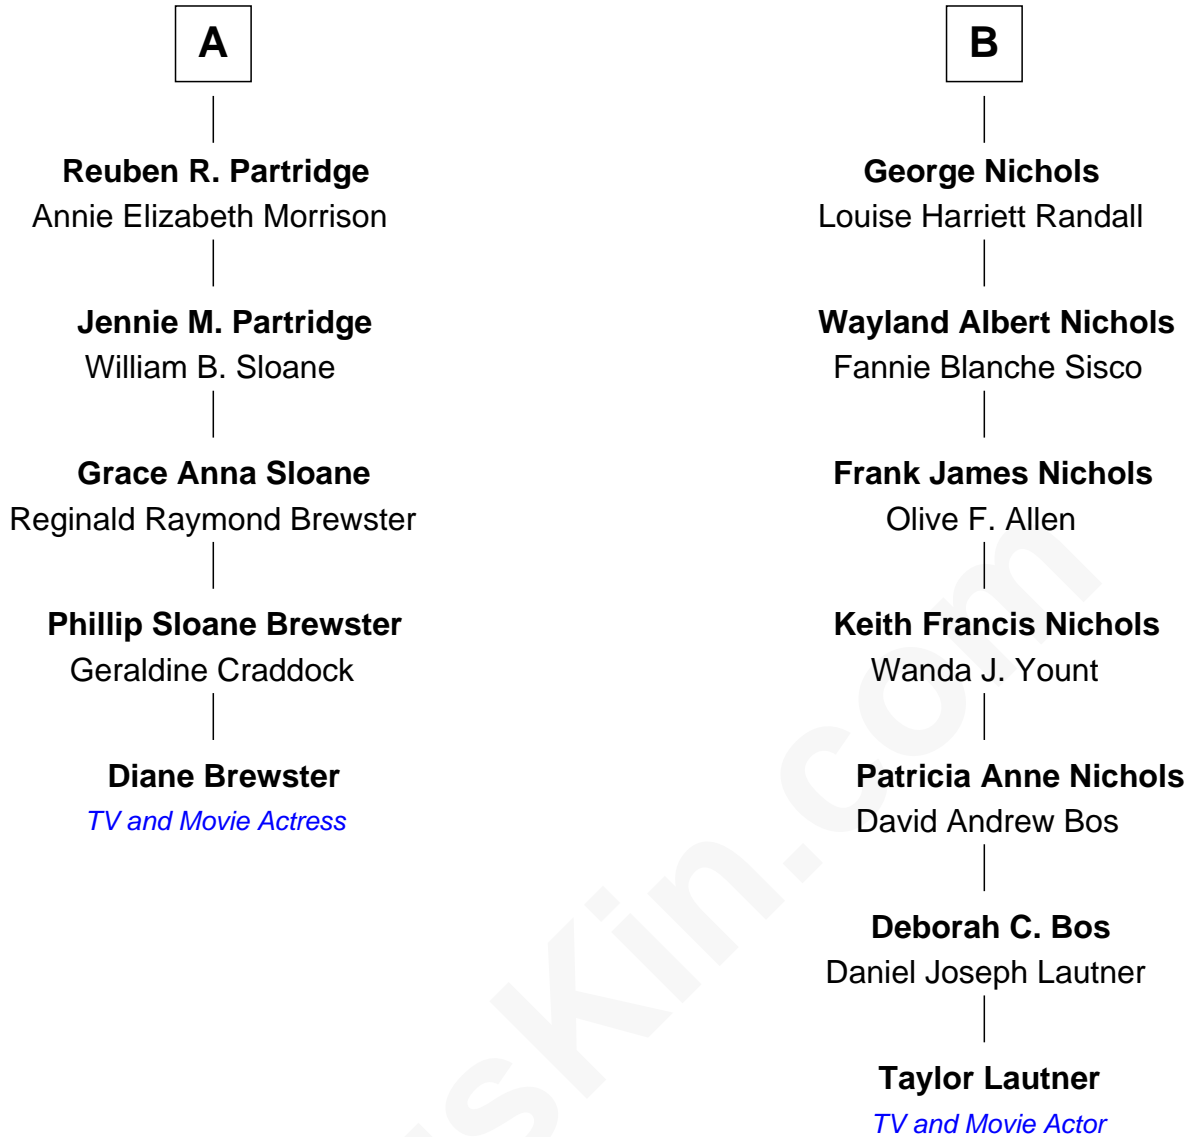 A
Reuben R. Partridge
Annie Elizabeth Morrison
Jennie M. Partridge
William B. Sloane
Grace Anna Sloane
Reginald Raymond Brewster
Phillip Sloane Brewster
Geraldine Craddock
Diane Brewster
TV and Movie Actress
B
George Nichols
Louise Harriett Randall
Wayland Albert Nichols
Fannie Blanche Sisco
Frank James Nichols
Olive F. Allen
Keith Francis Nichols
Wanda J. Yount
Patricia Anne Nichols
David Andrew Bos
Deborah C. Bos
Daniel Joseph Lautner
Taylor Lautner
TV and Movie Actor